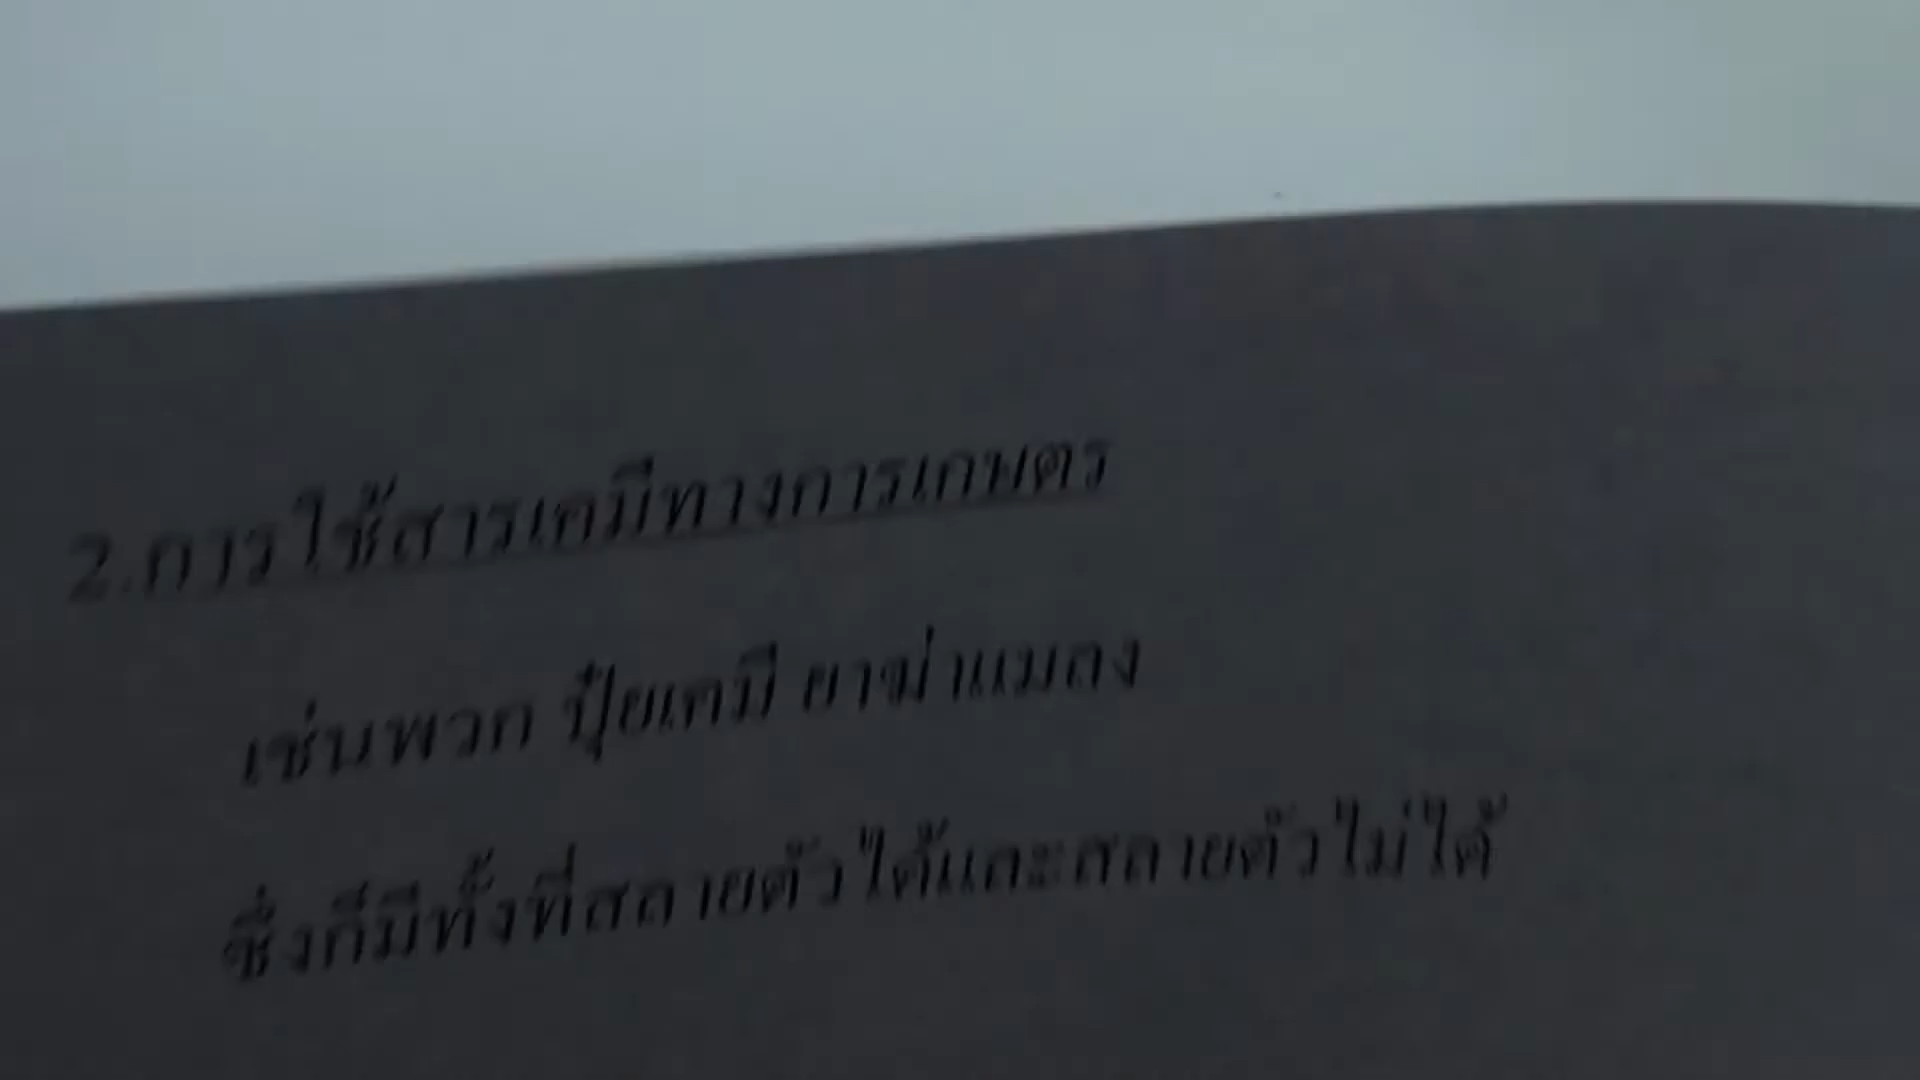 2.การใช้สารเคมีทางการเกษตร
เช่นพวก ปุ๋ยเคมี ยาฆ่าแมลง
ซึ่งก็มีทั้งที่สลายตัวได้และสลายตัวไม่ได้